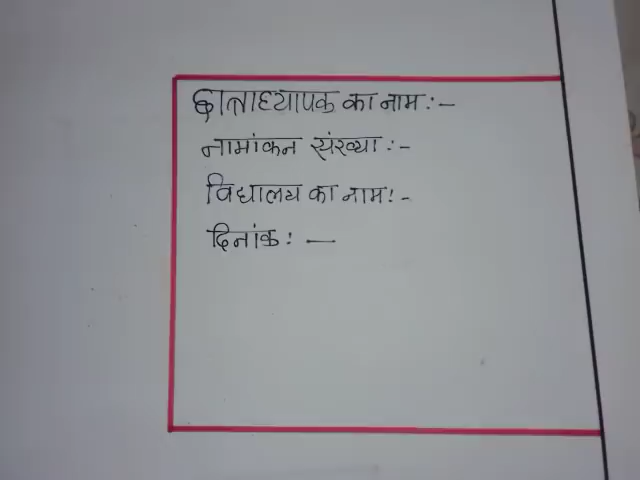 छात्राध्यापक का नाम :-
नामांकन संख्या :-
विद्यालय का नाम :-
दिनांक : —